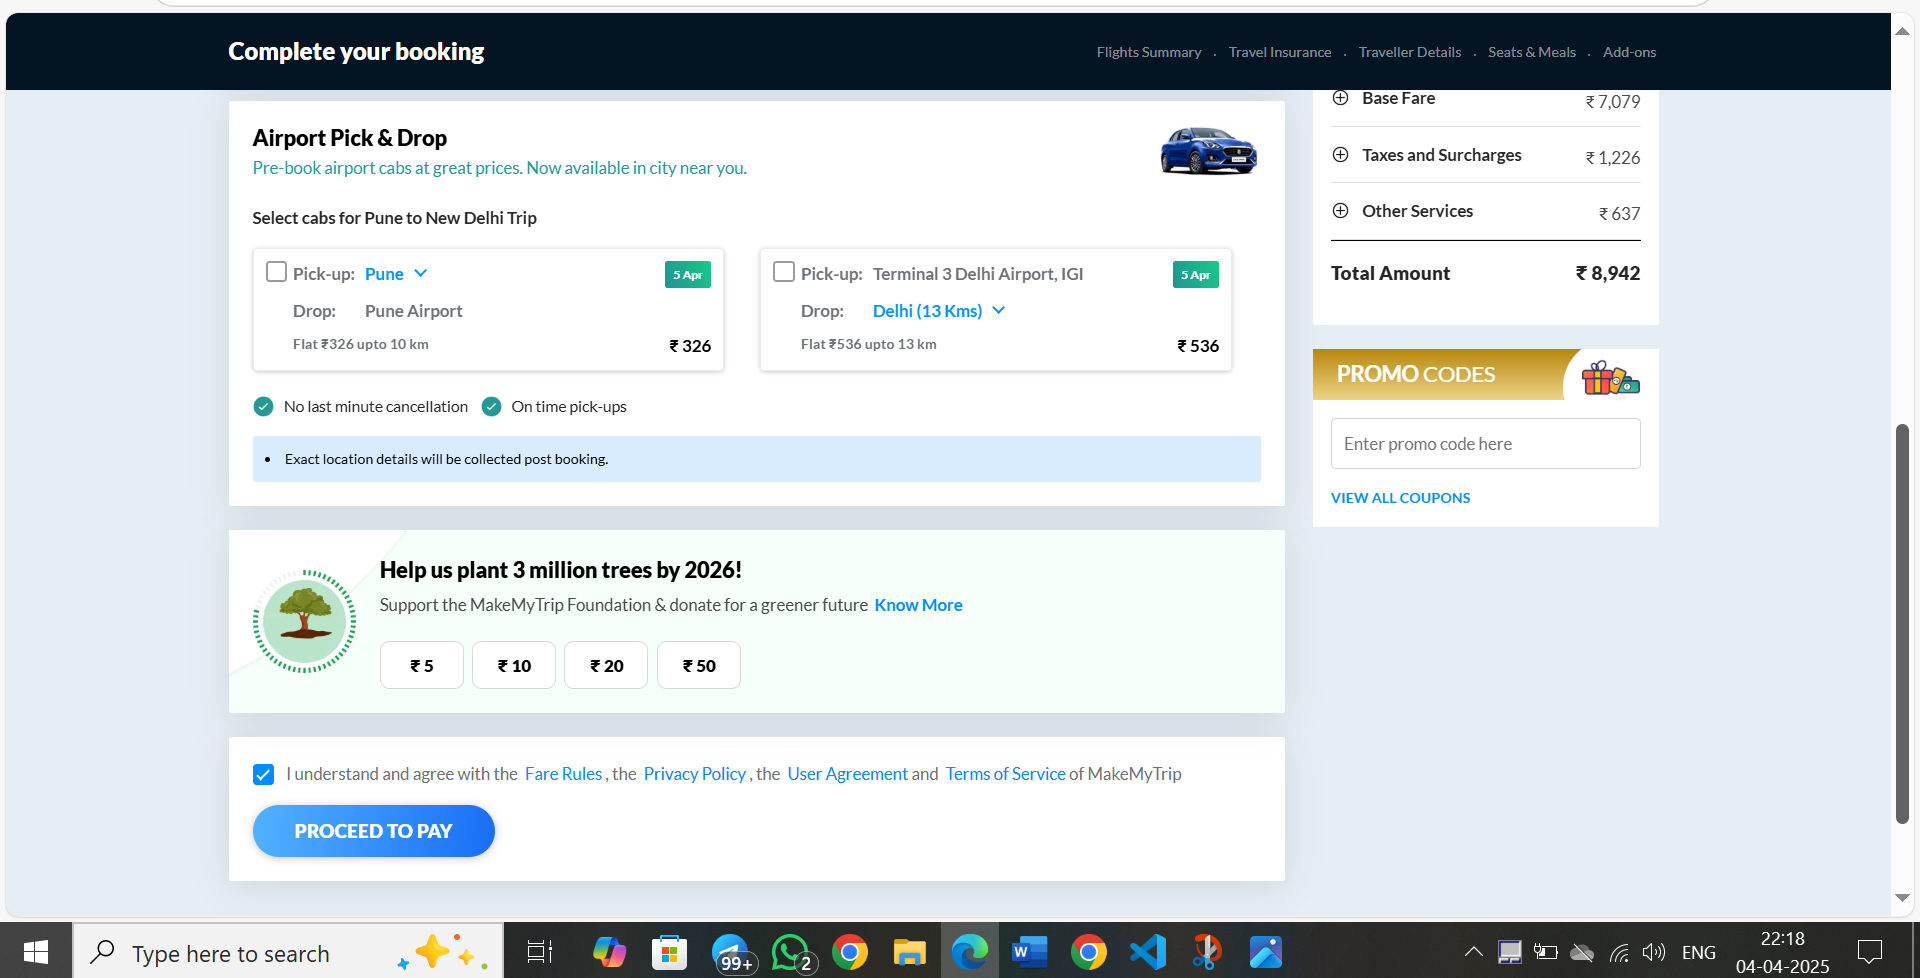 Complete your booking
Flights Summary . Travel Insurance . Traveller Details . Seats & Meals . Add-ons
Airport Pick & Drop
Pre-book airport cabs at great prices. Now available in city near you.
Select cabs for Pune to New Delhi Trip
Pick-up: Pune 5 Apr
Drop: Pune Airport
Flat ₹326 upto 10 km ₹ 326
Pick-up: Terminal 3 Delhi Airport, IGI 5 Apr
Drop: Delhi (13 Kms)
Flat ₹536 upto 13 km ₹ 536
No last minute cancellation On time pick-ups
• Exact location details will be collected post booking.
Help us plant 3 million trees by 2026!
Support the MakeMyTrip Foundation & donate for a greener future Know More
₹ 5 ₹ 10 ₹ 20 ₹ 50
I understand and agree with the Fare Rules , the Privacy Policy , the User Agreement and Terms of Service of MakeMyTrip
PROCEED TO PAY
Base Fare ₹ 7,079
Taxes and Surcharges ₹ 1,226
Other Services ₹ 637
Total Amount ₹ 8,942
PROMO CODES
Enter promo code here
VIEW ALL COUPONS
Type here to search
99+
2
ENG
22:18
04-04-2025